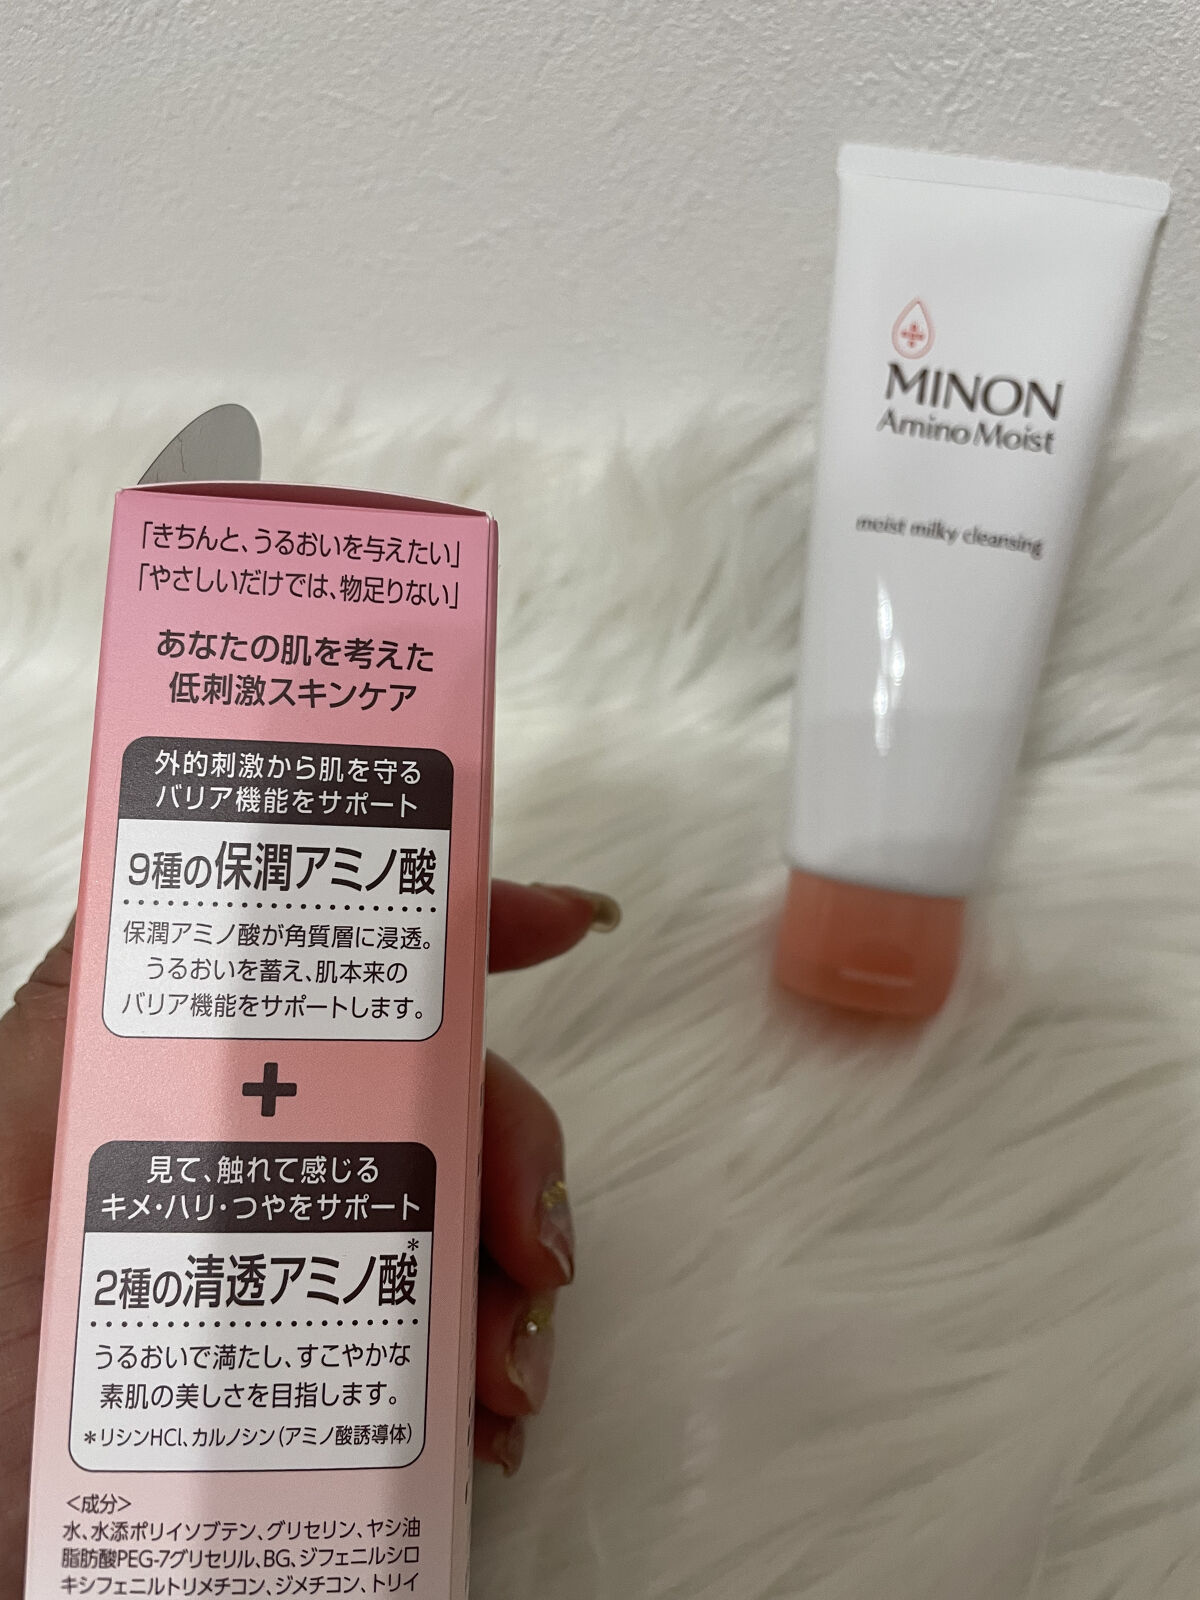 「きちんと、うるおいを与えたい」
「やさしいだけでは、物足りない」
あなたの肌を考えた
低刺激スキンケア
外的刺激から肌を守る
バリア機能をサポート
9種の保潤アミノ酸
保潤アミノ酸が角質層に浸透。
うるおいを蓄え、肌本来の
バリア機能をサポートします。
+
見て、触れて感じる
キメ・ハリ・つやをサポート
2種の清透アミノ酸*
うるおいで満たし、すこやかな
素肌の美しさを目指します。
*リシンHCl、カルノシン(アミノ酸誘導体)
<成分>
水、水添ポリイソブテン、グリセリン、ヤシ油
脂肪酸PEG-7グリセリル、BG、ジフェニルシロ
キシフェニルトリメチコン、ジメチコン、トリイ
MINON
Amino Moist
moist milky cleansing